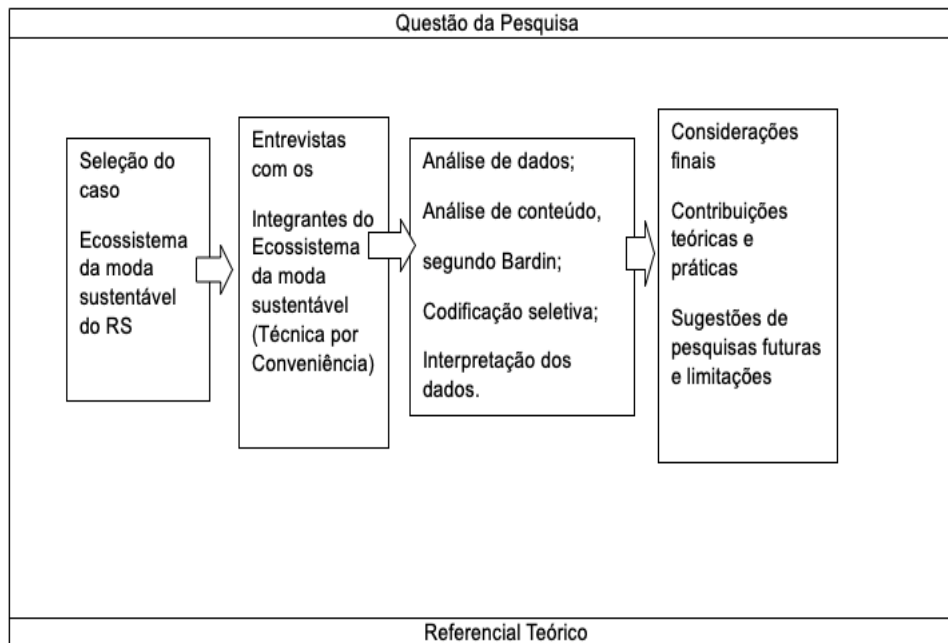 Questão da Pesquisa
Seleção do
caso
Ecossistema
da moda
sustentável
do RS
Entrevistas
com os
Integrantes do
Ecossistema
da moda
sustentável
(Técnica por
Conveniência)
Análise de dados;
Análise de conteúdo,
segundo Bardin;
Codificação seletiva;
Interpretação dos
dados.
Considerações
finais
Contribuições
teóricas e
práticas
Sugestões de
pesquisas futuras
e limitações
Referencial Teórico